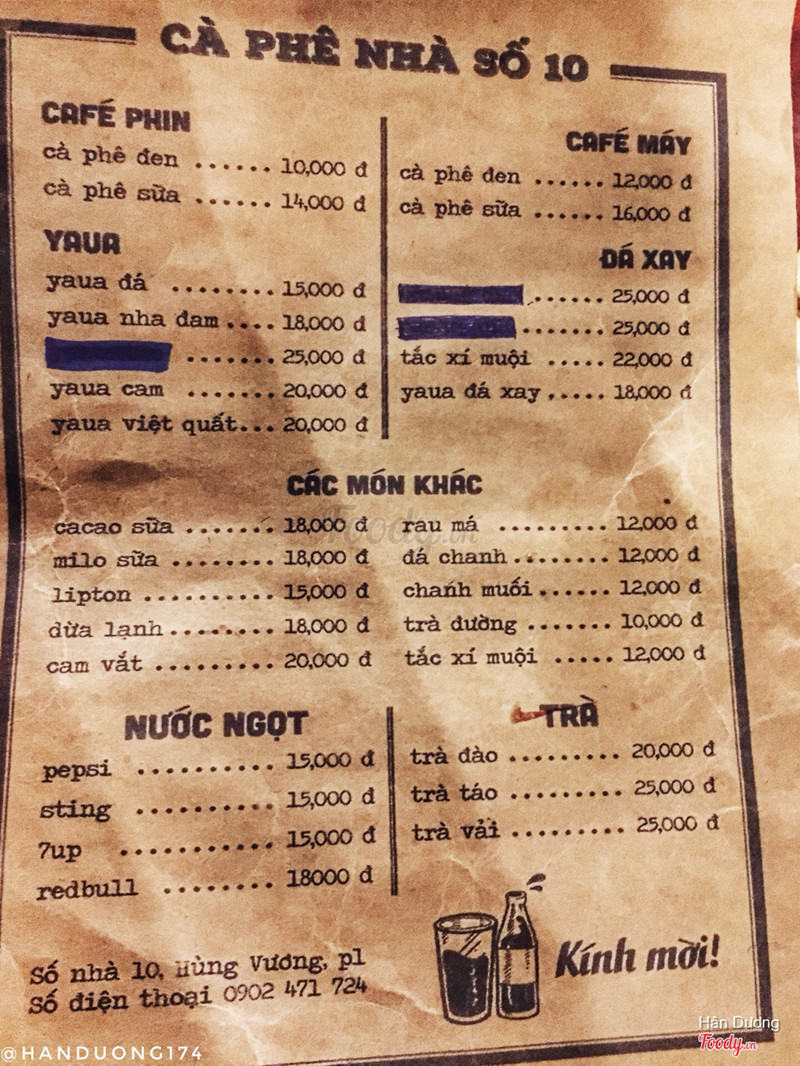 CÀ PHÊ NHÀ SỐ 10
CAFÉ PHIN
cà phê đen ...... 10,000 đ
cà phê sữa ...... 14,000 đ
YAUA
yaua đá ........ 15,000 đ
yaua nha đam .... 18,000 đ
....... 25,000 đ
yaua cam ....... 20,000 đ
yaua việt quất... 20,000 đ
CAFÉ MÁY
cà phê đen ...... 12,000 đ
cà phê sữa ...... 16,000 đ
ĐÁ XAY
...... 25,000 đ
....... 25,000 đ
tắc xí muội ..... 22,000 đ
yaua đá xay ..... 18,000 đ
CÁC MÓN KHÁC
cacao sữa ....... 18,000 đ
milo sữa ........ 18,000 đ
lipton .......... 15,000 đ
dừa lạnh ........ 18,000 đ
cam vắt ......... 20,000 đ
rau má ......... 12,000 đ
đá chanh ........ 12,000 đ
chanh muối ...... 12,000 đ
trà đường ....... 10,000 đ
tắc xí muội ..... 12,000 đ
NƯỚC NGỌT
pepsi .......... 15,000 đ
sting .......... 15,000 đ
7up ........... 15,000 đ
redbull ........ 18000 đ
TRÀ
trà đào ......... 20,000 đ
trà táo ......... 25,000 đ
trà vải ......... 25,000 đ
Số nhà 10, Hùng Vương, p1
Số điện thoại 0902 471 724
Kính mời!
Foody.vn
Hân Dương
Foody.vn
@HANDUONG174